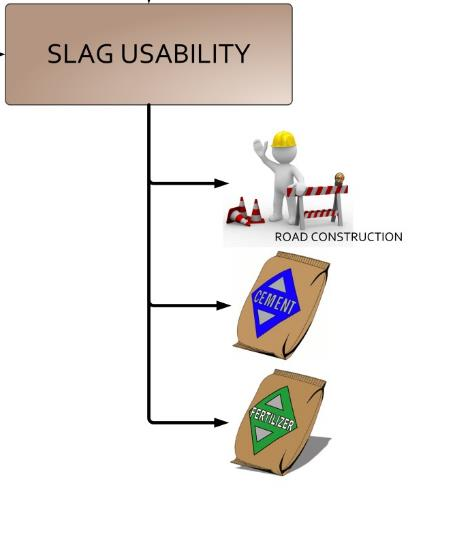 SLAG USABILITY
ROAD CONSTRUCTION
CEMENT
FERTILIZER